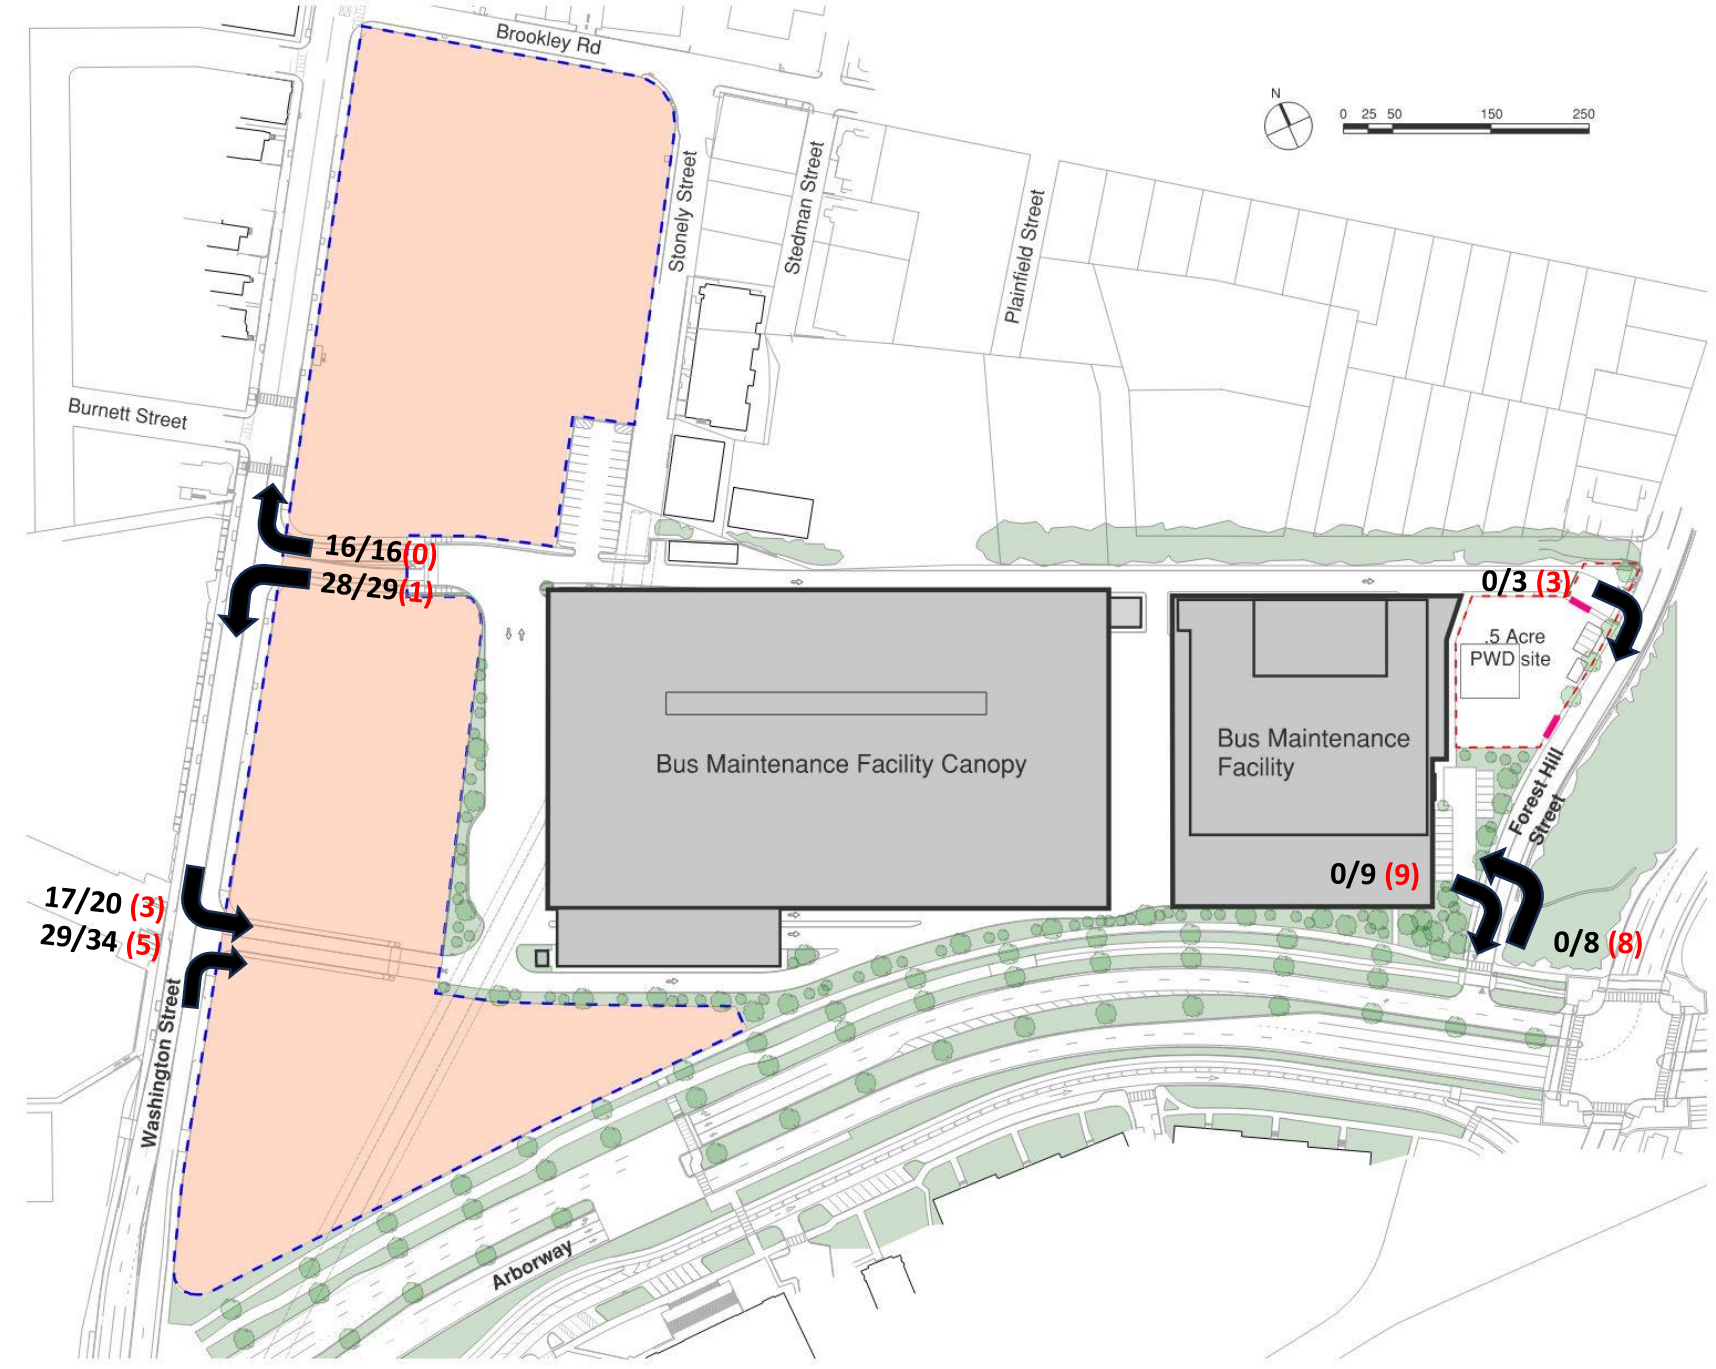 Brookley Rd
N
0 25 50 150 250
Stonely Street
Stedman Street
Plainfield Street
Burnett Street
16/16(0)
28/29(1)
0/3 (3)
.5 Acre
PWD site
Bus Maintenance Facility Canopy
Bus Maintenance
Facility
Forest Hill
Street
0/9 (9)
17/20 (3)
29/34 (5)
0/8 (8)
Washington Street
Arborway